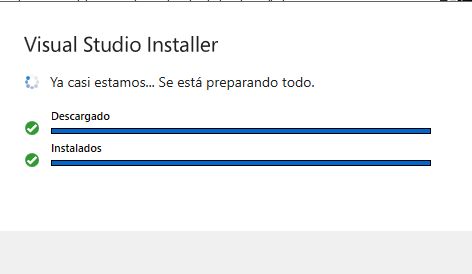 Visual Studio Installer
Ya casi estamos... Se está preparando todo.
Descargado
Instalados